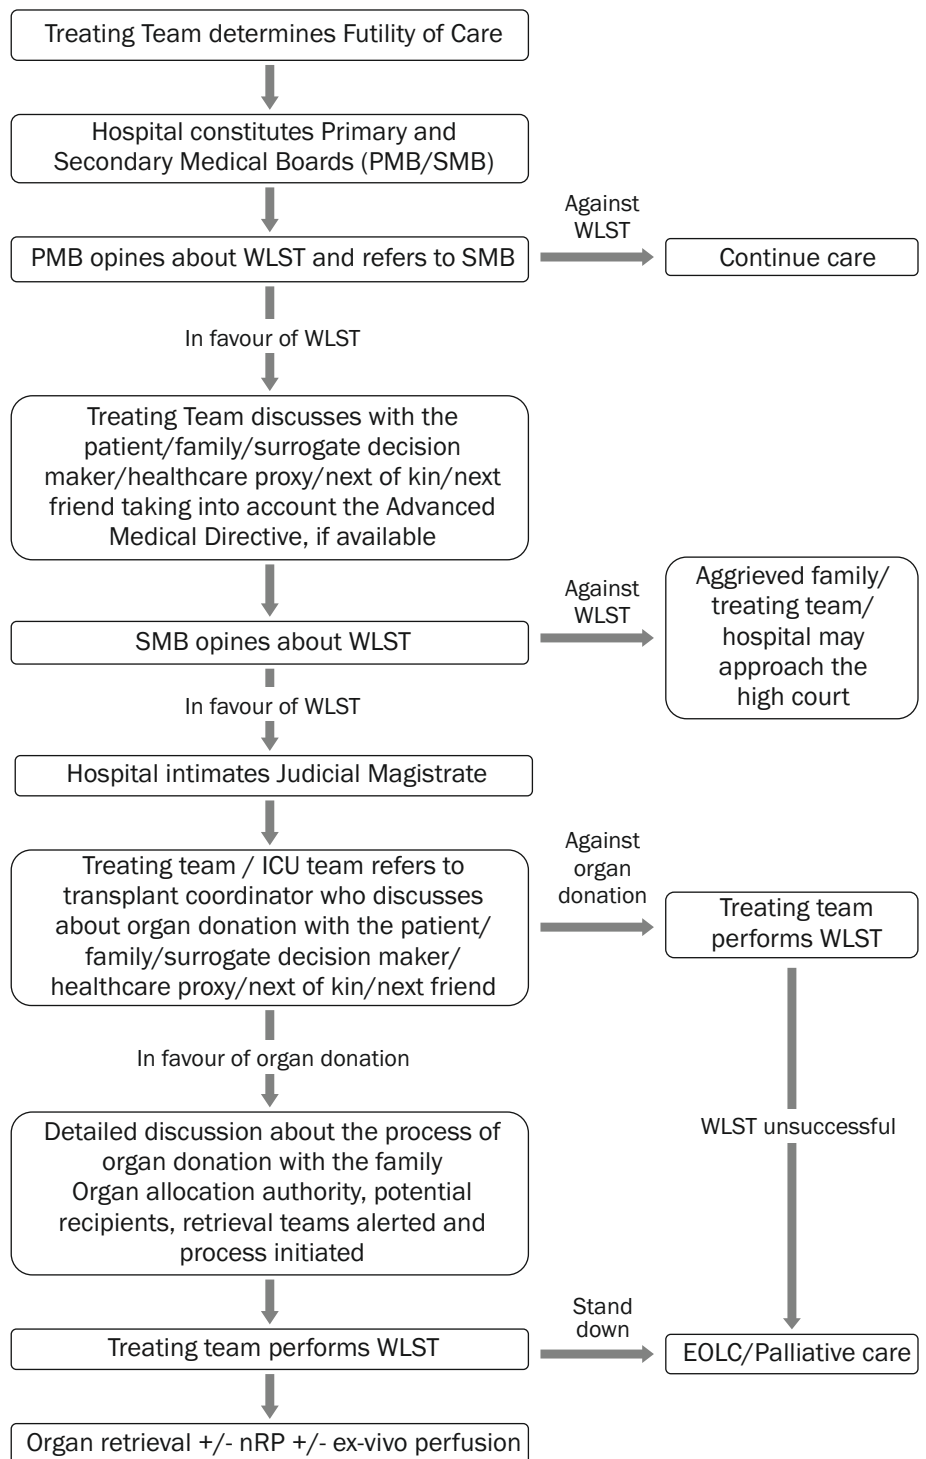 Treating Team determines Futility of Care
Hospital constitutes Primary and
Secondary Medical Boards (PMB/SMB)
Against
WLST
PMB opines about WLST and refers to SMB
Continue care
In favour of WLST
Treating Team discusses with the
patient/family/surrogate decision
maker/healthcare proxy/next of kin/next
friend taking into account the Advanced
Medical Directive, if available
Against
WLST
SMB opines about WLST
Aggrieved family/
treating team/
hospital may
approach the
high court
In favour of WLST
Hospital intimates Judicial Magistrate
Treating team / ICU team refers to
transplant coordinator who discusses
about organ donation with the patient/
family/surrogate decision maker/
healthcare proxy/next of kin/next friend
Against
organ
donation
Treating team
performs WLST
In favour of organ donation
WLST unsuccessful
Detailed discussion about the process of
organ donation with the family
Organ allocation authority, potential
recipients, retrieval teams alerted and
process initiated
Stand
down
Treating team performs WLST
EOLC/Palliative care
Organ retrieval +/- nRP +/- ex-vivo perfusion